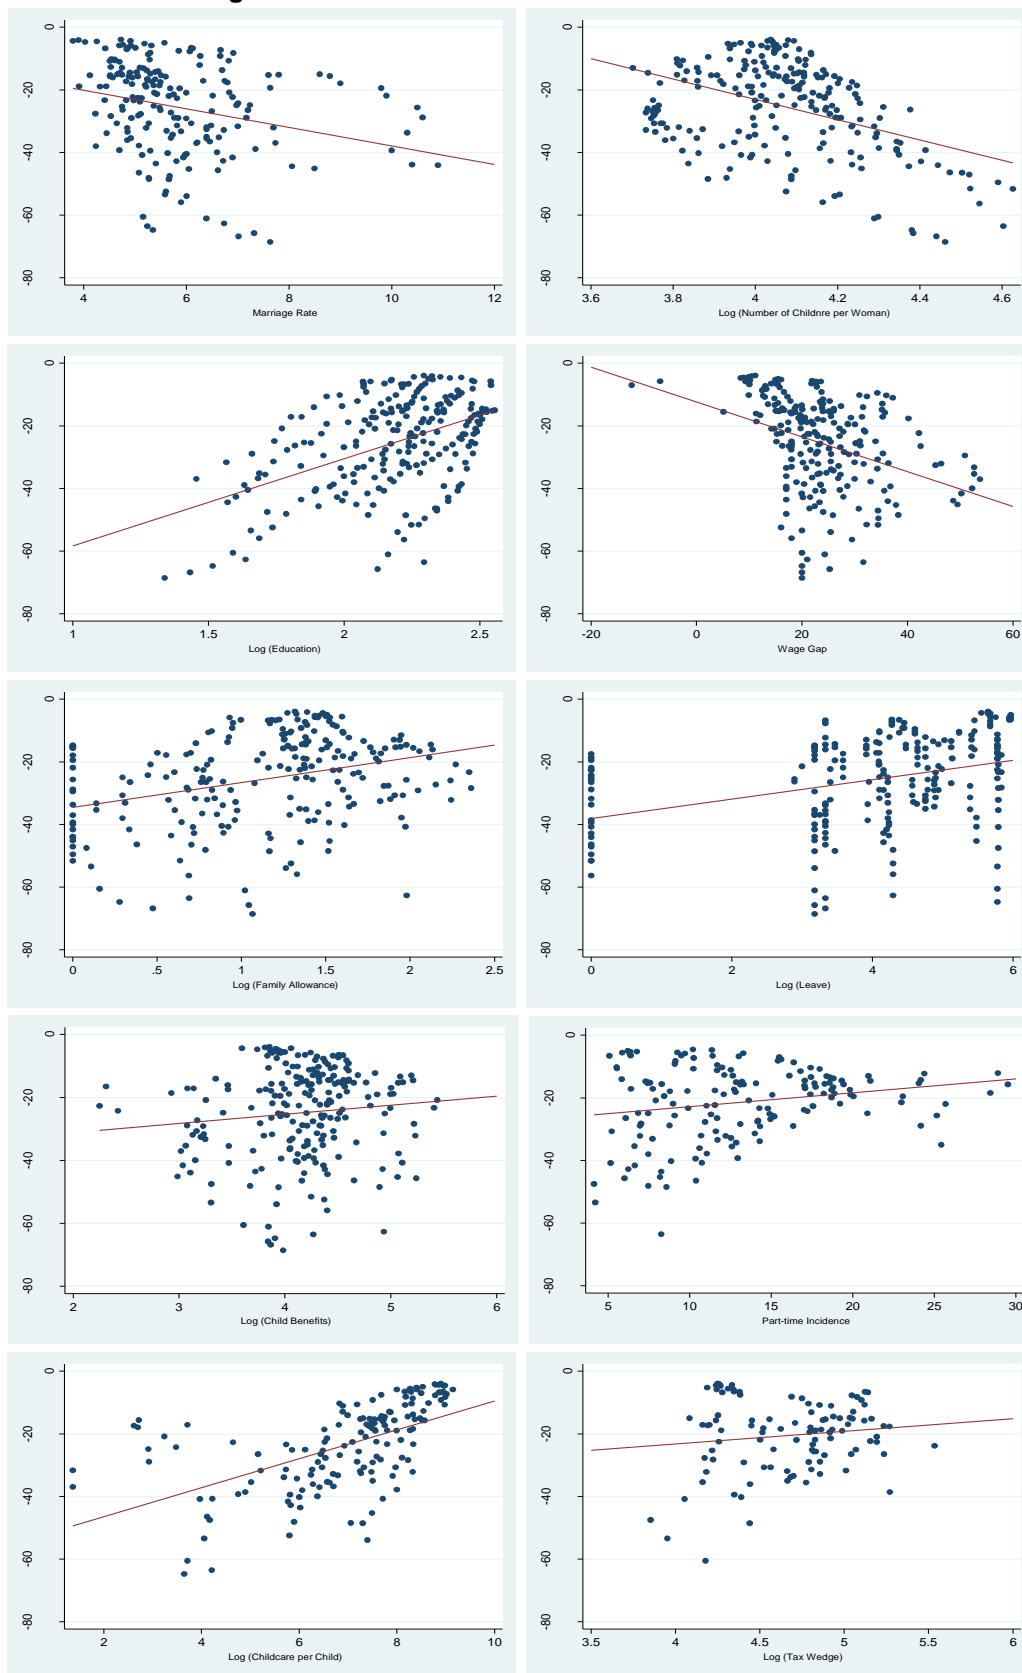 0
-20
-40
-60
-80
4 6 8 10 12
Marriage Rate
0
-20
-40
-60
-80
3.6 3.8 4 4.2 4.4 4.6
Log (Number of Childnre per Woman)
0
-20
-40
-60
-80
1 1.5 2 2.5
Log (Education)
0
-20
-40
-60
-80
-20 0 20 40 60
Wage Gap
0
-20
-40
-60
-80
0 .5 1 1.5 2 2.5
Log (Family Allowance)
0
-20
-40
-60
-80
0 2 4 6
Log (Leave)
0
-20
-40
-60
-80
2 3 4 5 6
Log (Child Benefits)
0
-20
-40
-60
-80
5 10 15 20 25 30
Part-time Incidence
0
-20
-40
-60
-80
2 4 6 8 10
Log (Childcare per Child)
0
-20
-40
-60
-80
3.5 4 4.5 5 5.5 6
Log (Tax Wedge)